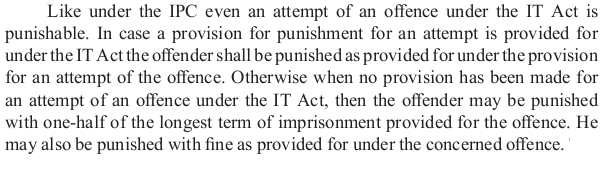 Like under the IPC even an attempt of an offence under the IT Act is
punishable. In case a provision for punishment for an attempt is provided for
under the IT Act the offender shall be punished as provided for under the provision
for an attempt of the offence. Otherwise when no provision has been made for
an attempt of an offence under the IT Act, then the offender may be punished
with one-half of the longest term of imprisonment provided for the offence. He
may also be punished with fine as provided for under the concerned offence.